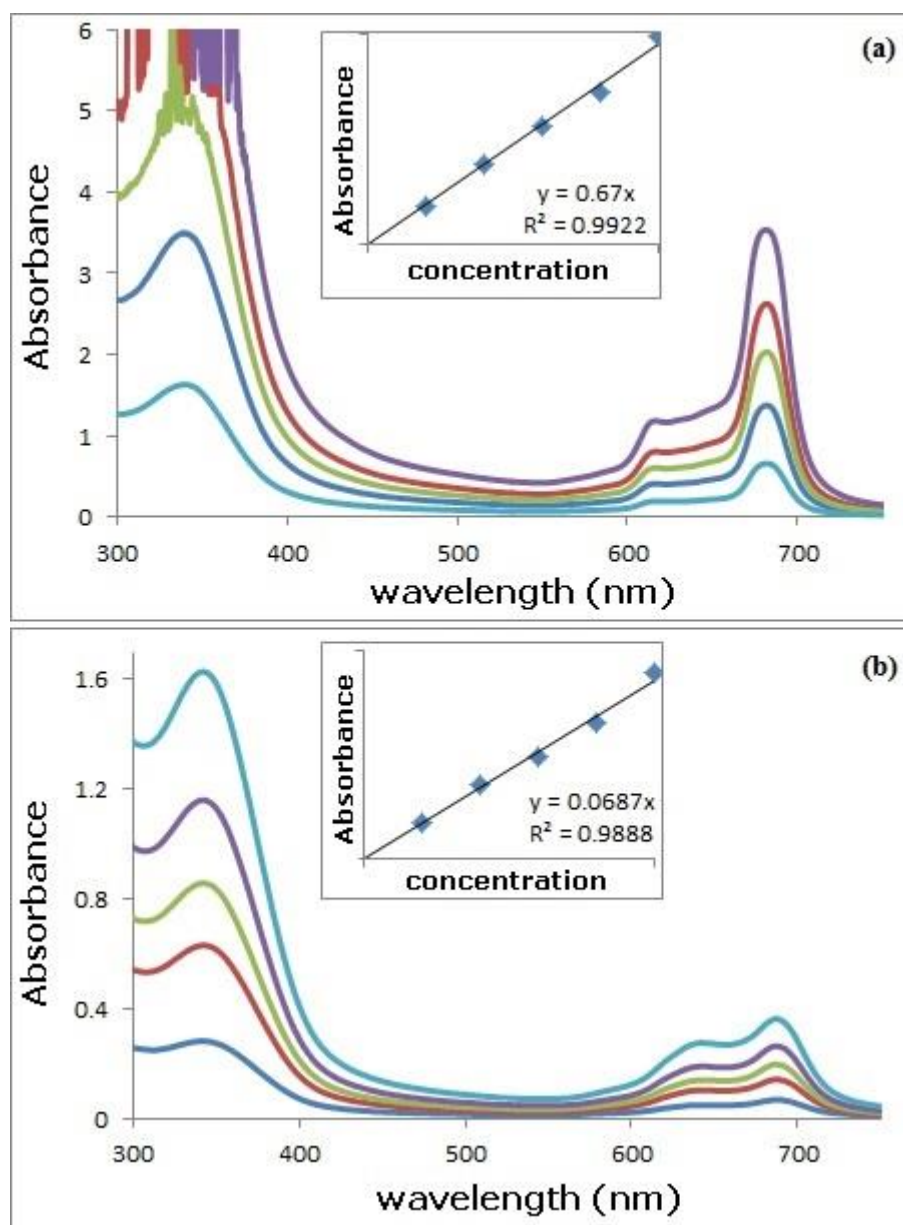 (a)
6
5
4
3
2
1
0
Absorbance
300
400
500
600
700
wavelength (nm)
Absorbance
y = 0.67x
R² = 0.9922
concentration
(b)
1.6
1.2
0.8
0.4
0
Absorbance
300
400
500
600
700
wavelength (nm)
Absorbance
y = 0.0687x
R² = 0.9888
concentration